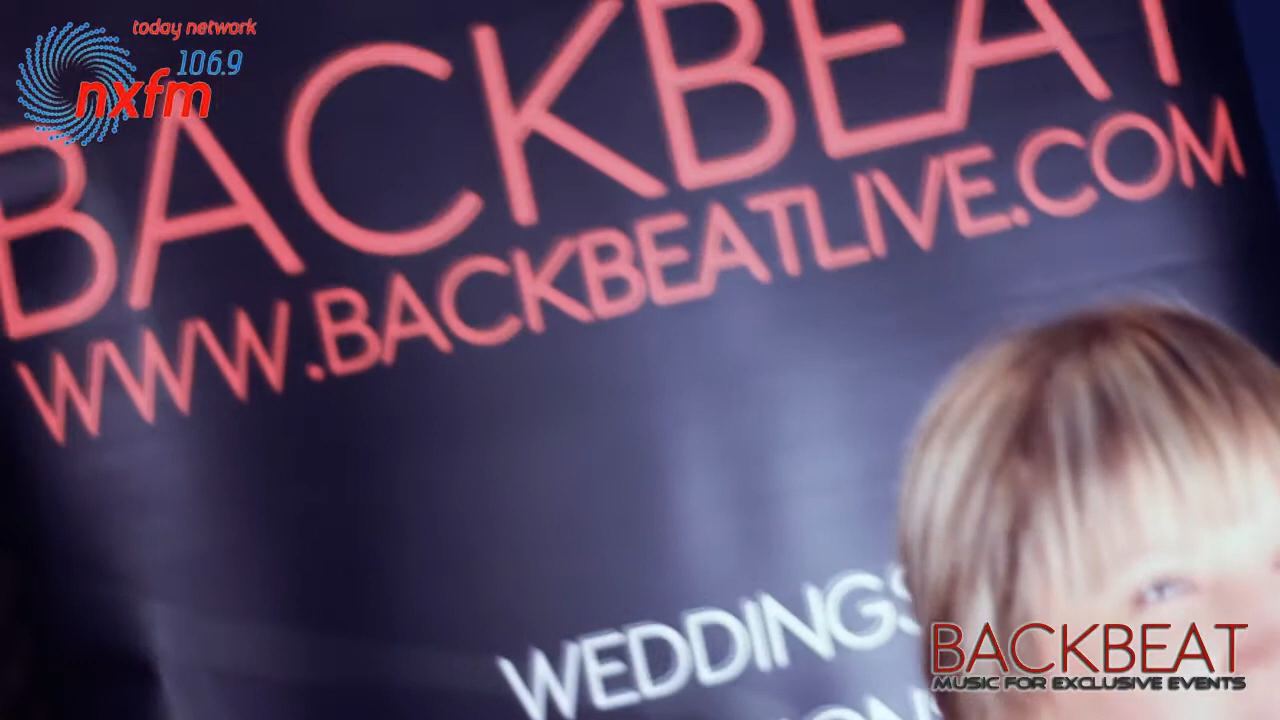 today network
106.9
nxfm
BACKBEAT
WWW.BACKBEATLIVE.COM
WEDDINGS
BACKBEAT
MUSIC FOR EXCLUSIVE EVENTS